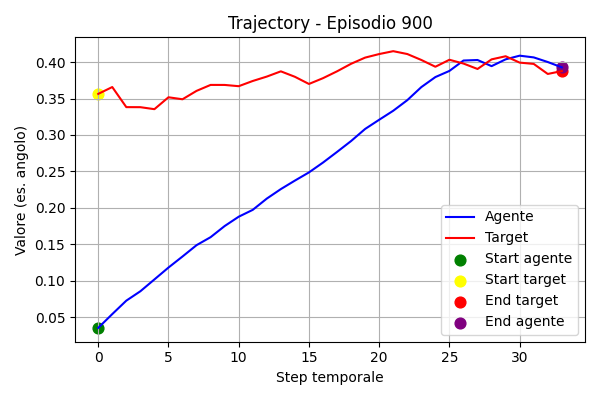 Trajectory - Episodio 900
Valore (es. angolo)
0.40
0.35
0.30
0.25
0.20
0.15
0.10
0.05
0 5 10 15 20 25 30
Step temporale
Agente
Target
Start agente
Start target
End target
End agente